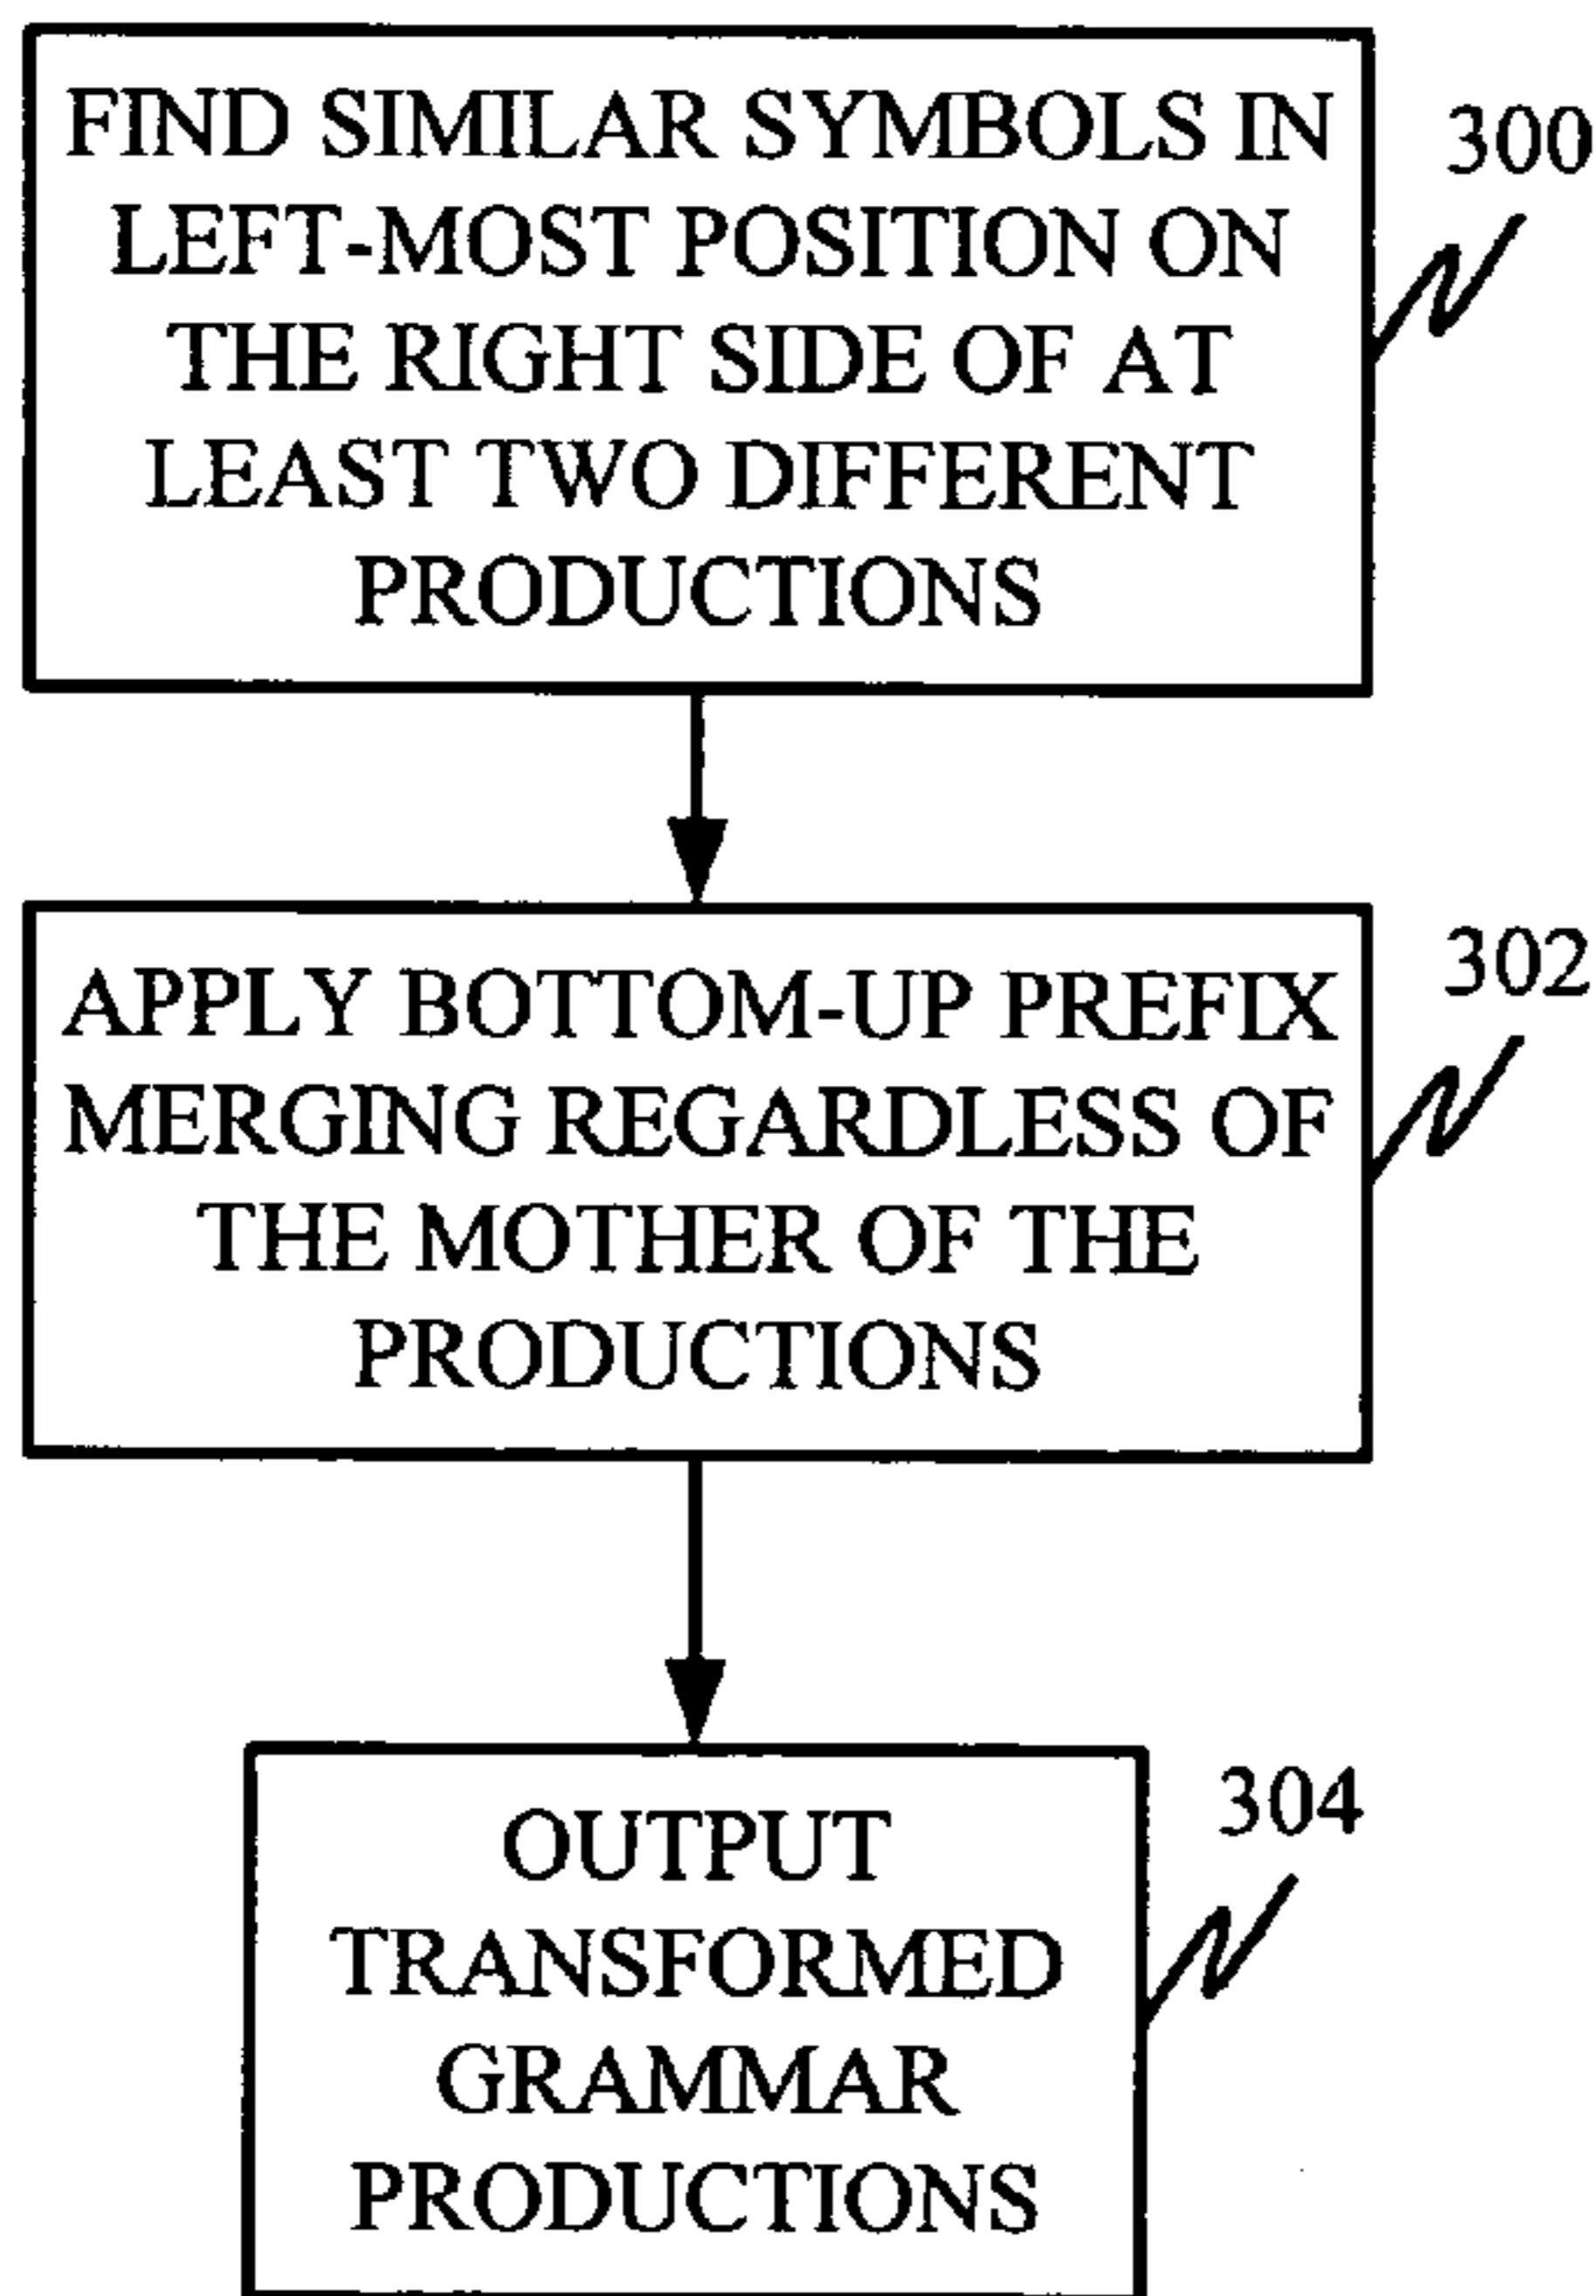 FIND SIMILAR SYMBOLS IN
LEFT-MOST POSITION ON
THE RIGHT SIDE OF AT
LEAST TWO DIFFERENT
PRODUCTIONS
300
APPLY BOTTOM-UP PREFIX
MERGING REGARDLESS OF
THE MOTHER OF THE
PRODUCTIONS
302
OUTPUT
TRANSFORMED
GRAMMAR
PRODUCTIONS
304